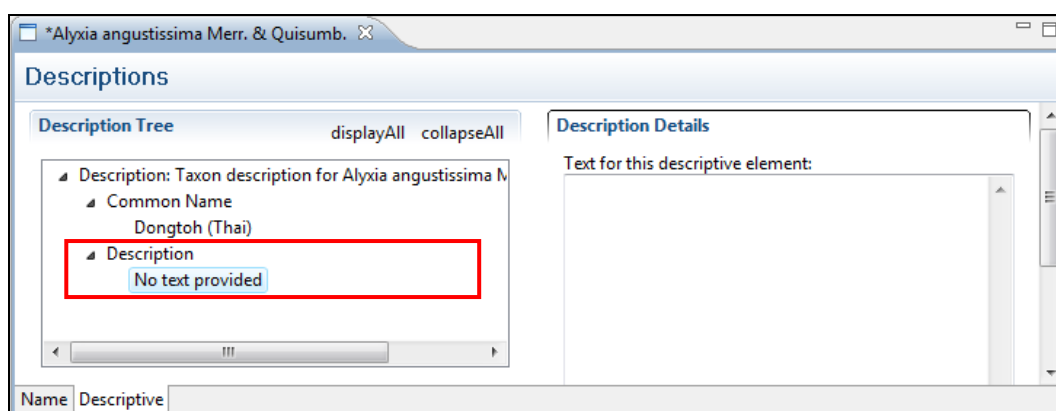 *Alyxia angustissima Merr. & Quisumb.
Descriptions
Description Tree
displayAll collapseAll
Description: Taxon description for Alyxia angustissima M
Common Name
Dongtoh (Thai)
Description
No text provided
Description Details
Text for this descriptive element:
Name Descriptive